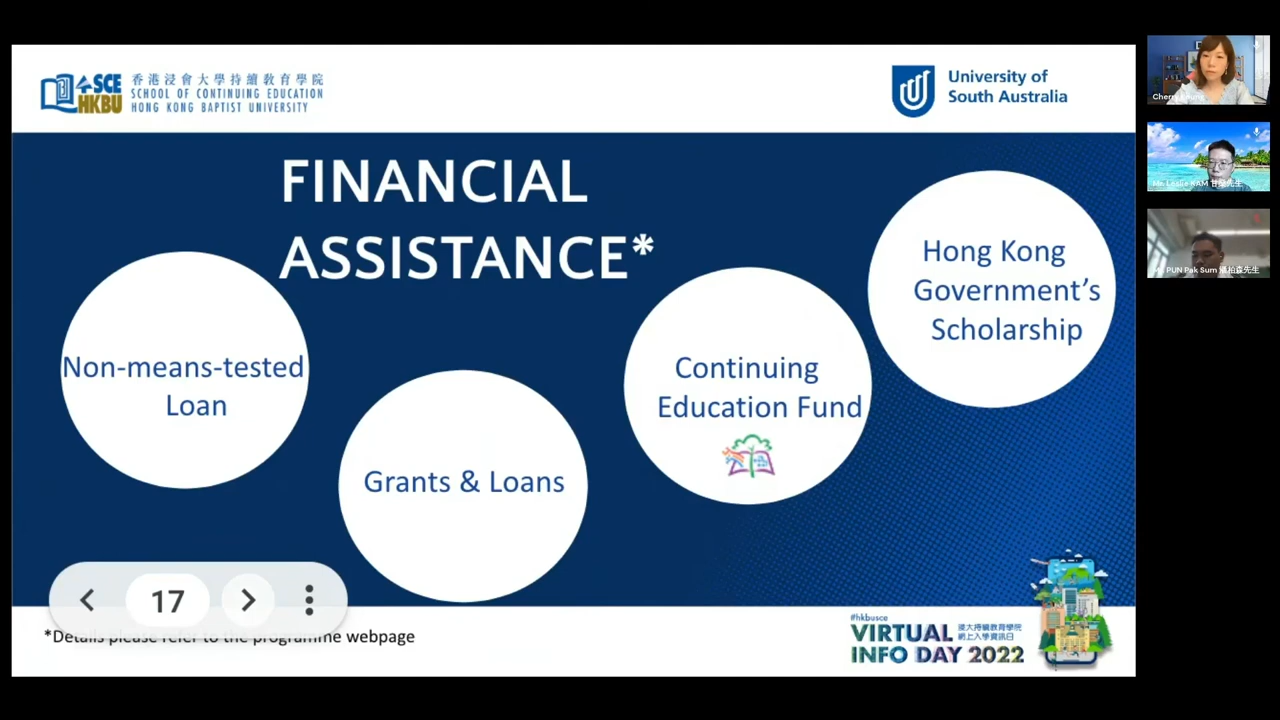 SCE
HKBU
香港浸會大學持續教育學院
SCHOOL OF CONTINUING EDUCATION
HONG KONG BAPTIST UNIVERSITY
University of
South Australia
FINANCIAL
ASSISTANCE*
Non-means-tested
Loan
Grants & Loans
Continuing
Education Fund
Hong Kong
Government's
Scholarship
17
*Details please refer to the programme webpage
#hkbusce
VIRTUAL
INFO DAY 2022
浸大持續教育學院
網上入學資訊日
Cherry
Mr. Leslie KAM 甘
Mr. PUN Pak Sum 潘柏森先生